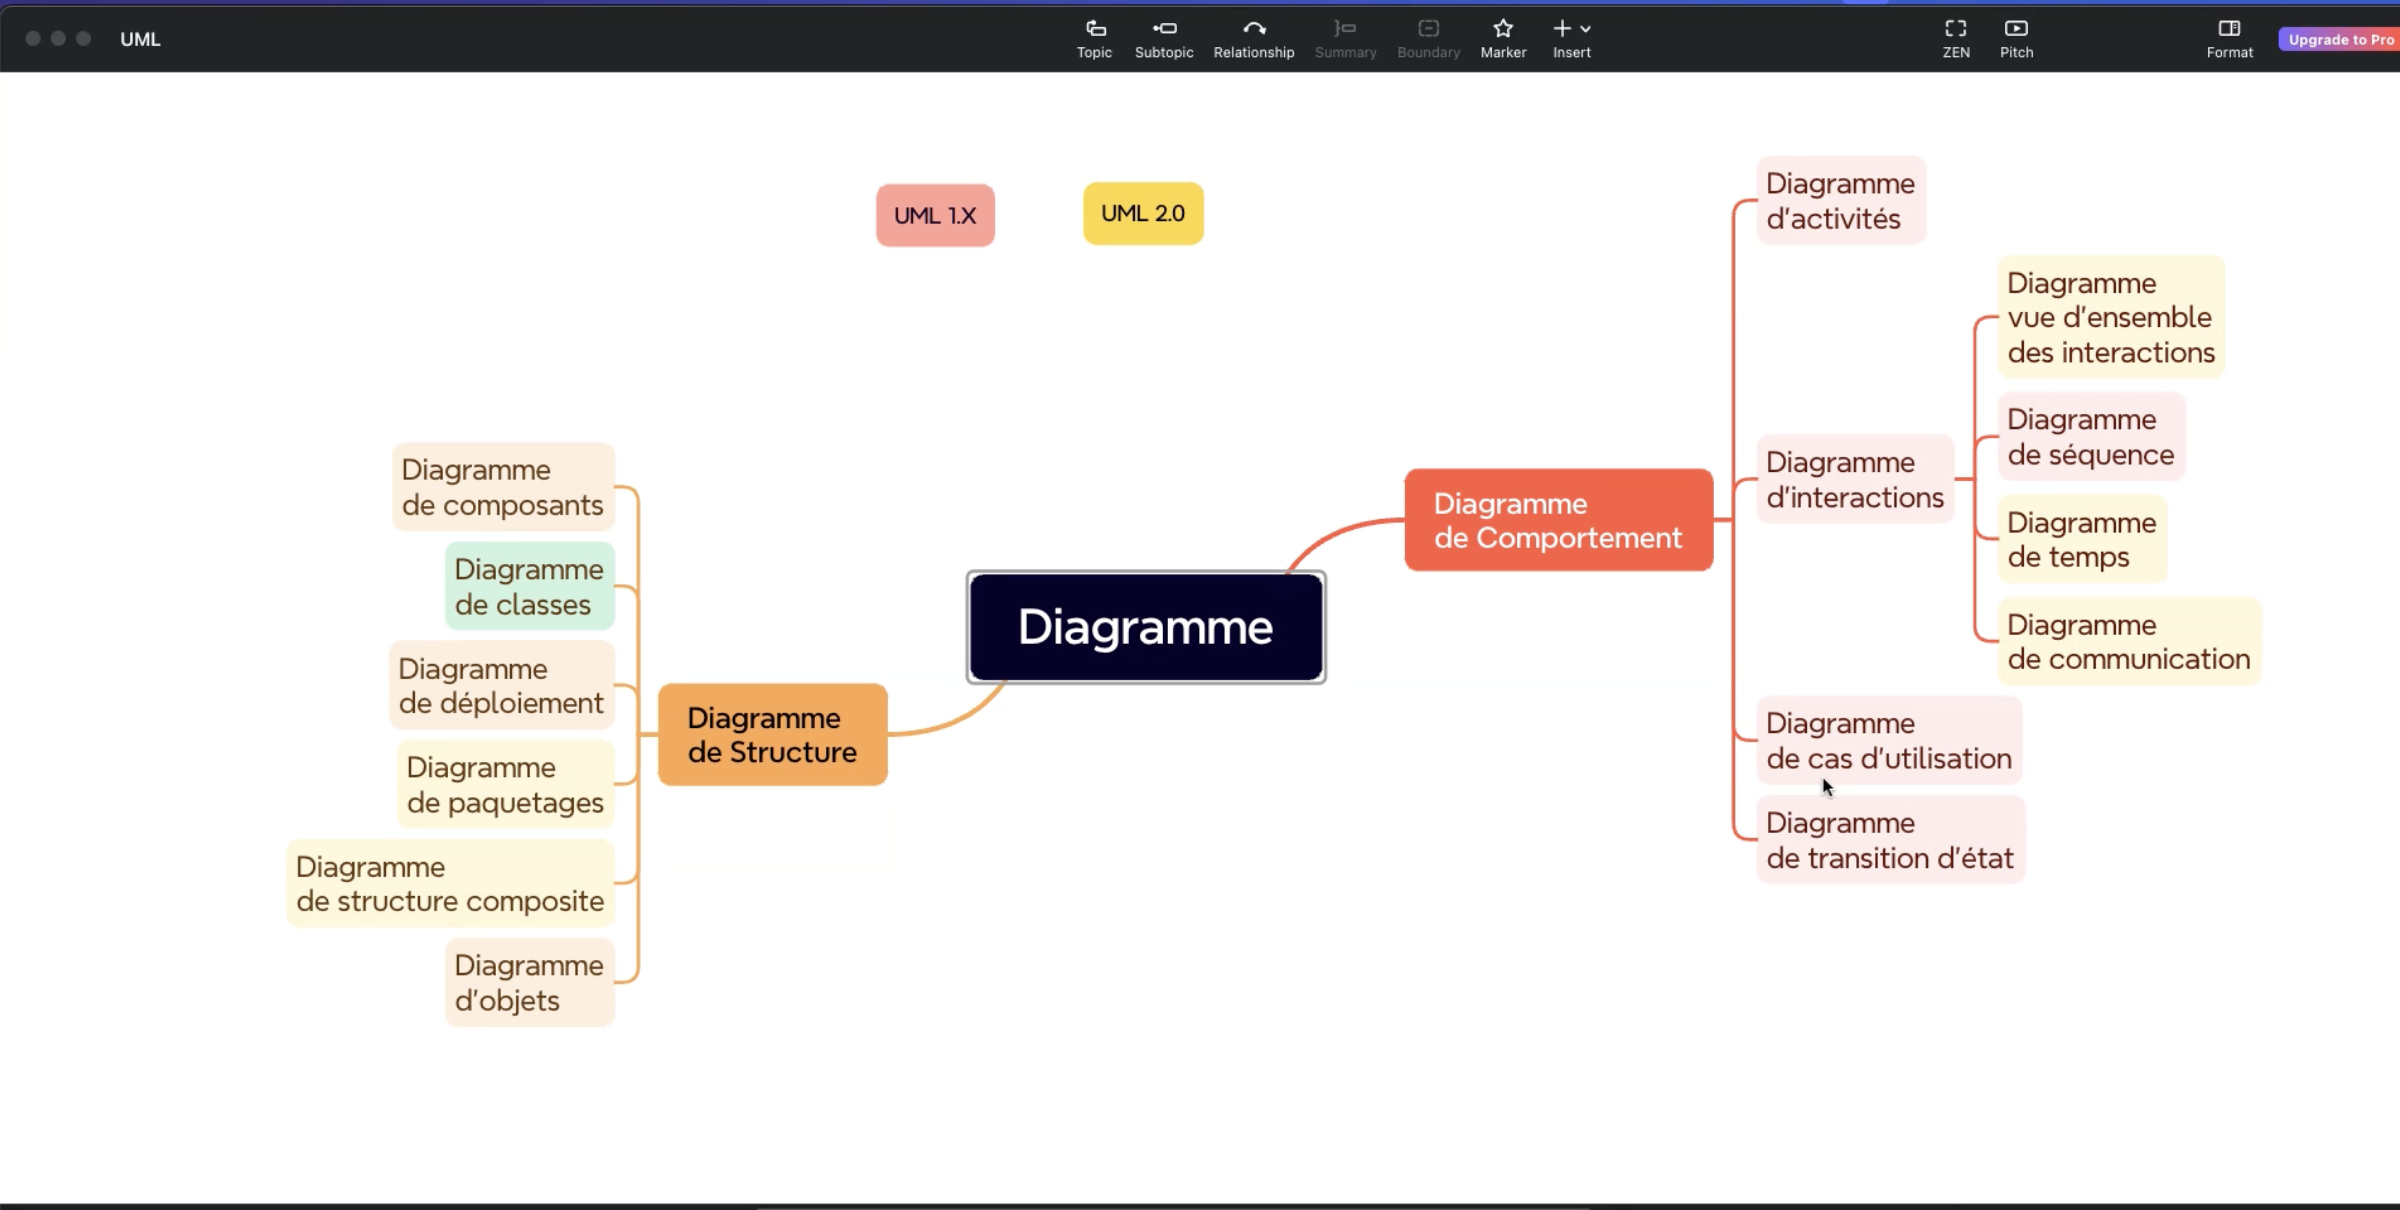 UML
Topic
Subtopic
Relationship
Summary
Boundary
Marker
Insert
ZEN
Pitch
Format
Upgrade to Pro
UML 1.X
UML 2.0
Diagramme
Diagramme
de Structure
Diagramme
de composants
Diagramme
de classes
Diagramme
de déploiement
Diagramme
de paquetages
Diagramme
de structure composite
Diagramme
d'objets
Diagramme
de Comportement
Diagramme
d'activités
Diagramme
d'interactions
Diagramme
vue d'ensemble
des interactions
Diagramme
de séquence
Diagramme
de temps
Diagramme
de communication
Diagramme
de cas d'utilisation
Diagramme
de transition d'état